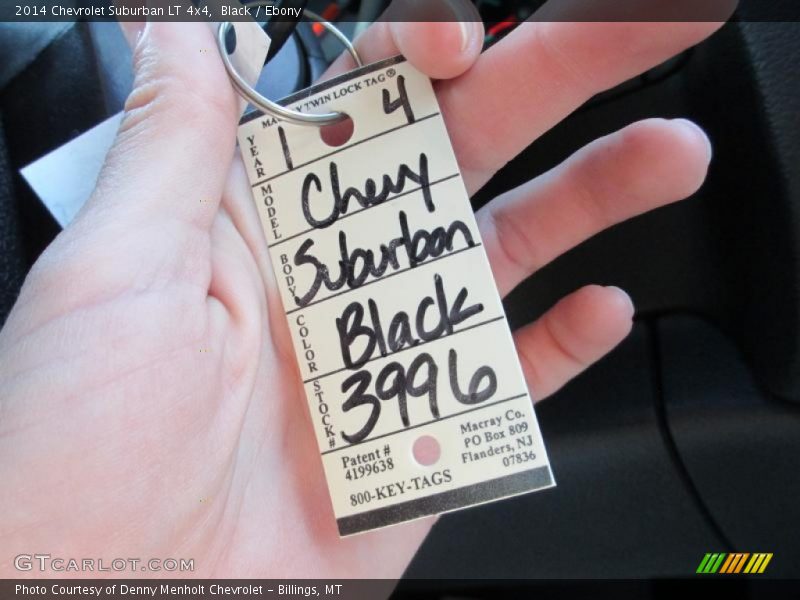 2014 Chevrolet Suburban LT 4x4, Black / Ebony
TWIN LOCK TAG®
YEAR 1 4
MODEL Chevy
BODY Suburban
COLOR Black
STOCK# 3996
Patent #
4199638
Macray Co.
PO Box 809
Flanders, NJ
07836
800-KEY-TAGS
GTCARLOT.COM
Photo Courtesy of Denny Menholt Chevrolet – Billings, MT